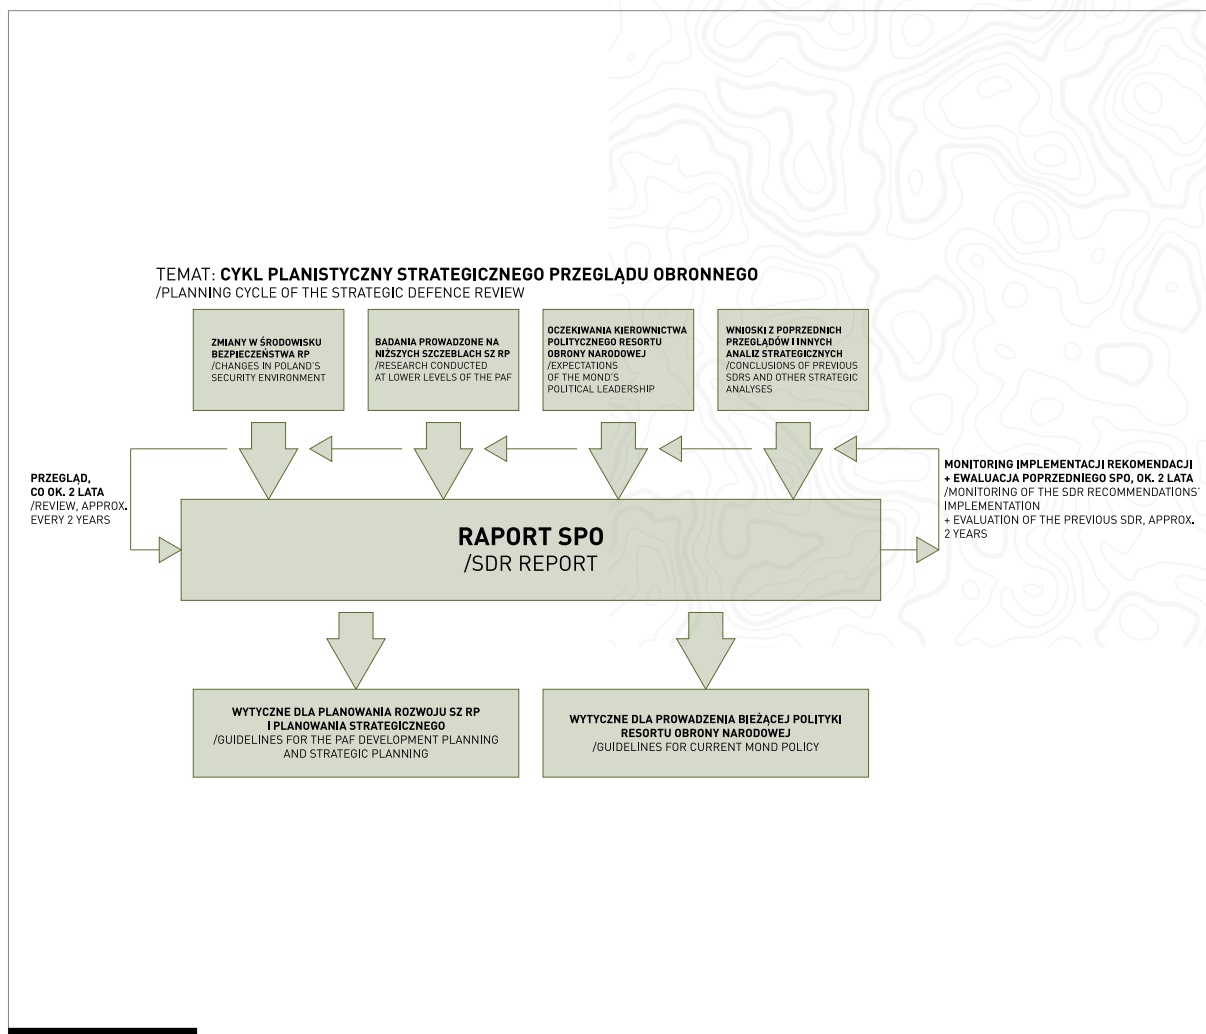 TEMAT: CYKL PLANISTYCZNY STRATEGICZNEGO PRZEGLĄDU OBRONNEGO
/PLANNING CYCLE OF THE STRATEGIC DEFENCE REVIEW
ZMIANY W ŚRODOWISKU
BEZPIECZEŃSTWA RP
/CHANGES IN POLAND'S
SECURITY ENVIRONMENT
BADANIA PROWADZONE NA
NIŻSZYCH SZCZEBLACH SZ RP
/RESEARCH CONDUCTED
AT LOWER LEVELS OF THE PAF
OCZEKIWANIA KIEROWNICTWA
POLITYCZNEGO RESORTU
OBRONY NARODOWEJ
/EXPECTATIONS
OF THE MOND'S
POLITICAL LEADERSHIP
WNIOSKI Z POPRZEDNICH
PRZEGLĄDÓW I INNYCH
ANALIZ STRATEGICZNYCH
/CONCLUSIONS OF PREVIOUS
SDRS AND OTHER STRATEGIC
ANALYSES
PRZEGLĄD,
CO OK. 2 LATA
/REVIEW, APPROX.
EVERY 2 YEARS
RAPORT SPO
/SDR REPORT
MONITORING IMPLEMENTACJI REKOMENDACJI
+ EWALUACJA POPRZEDNIEGO SPO, OK. 2 LATA
/MONITORING OF THE SDR RECOMMENDATIONS'
IMPLEMENTATION
+ EVALUATION OF THE PREVIOUS SDR, APPROX.
2 YEARS
WYTYCZNE DLA PLANOWANIA ROZWOJU SZ RP
I PLANOWANIA STRATEGICZNEGO
/GUIDELINES FOR THE PAF DEVELOPMENT PLANNING
AND STRATEGIC PLANNING
WYTYCZNE DLA PROWADZENIA BIEŻĄCEJ POLITYKI
RESORTU OBRONY NARODOWEJ
/GUIDELINES FOR CURRENT MOND POLICY